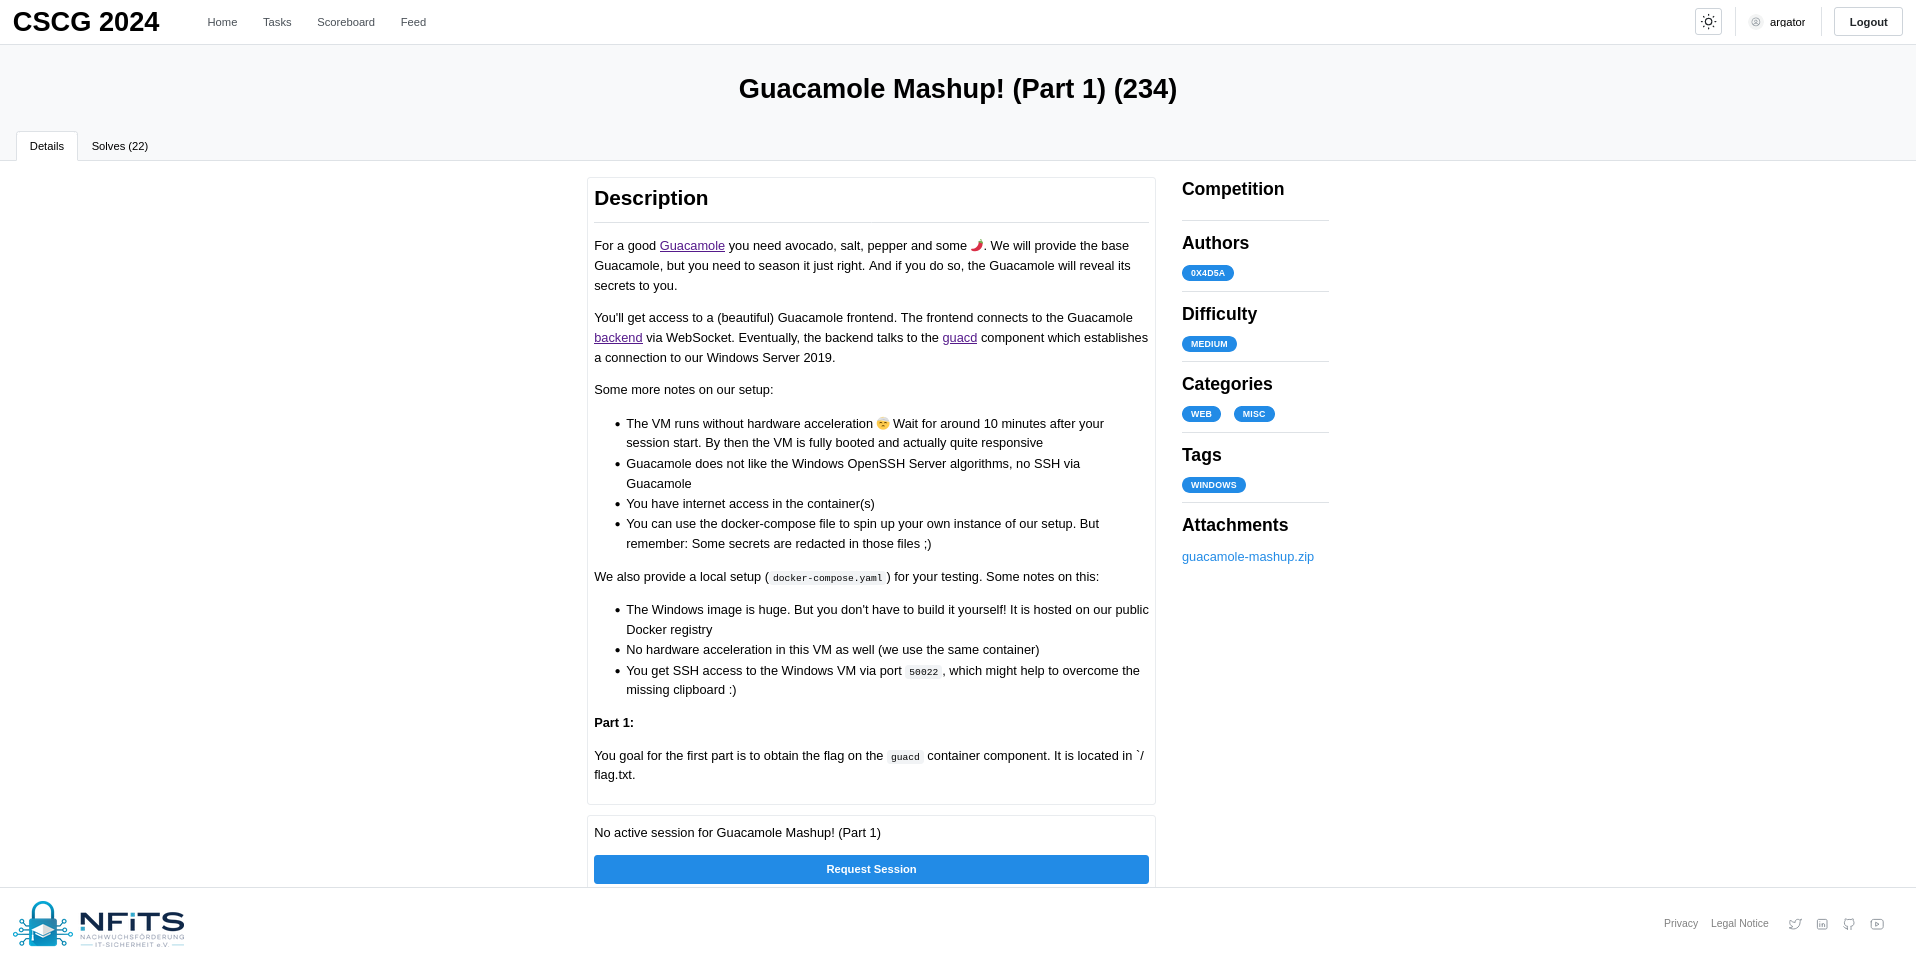 CSCG 2024
Home
Tasks
Scoreboard
Feed
argator
Logout
Guacamole Mashup! (Part 1) (234)
Details
Solves (22)
Description
For a good Guacamole you need avocado, salt, pepper and some 🌶️. We will provide the base
Guacamole, but you need to season it just right. And if you do so, the Guacamole will reveal its
secrets to you.
You'll get access to a (beautiful) Guacamole frontend. The frontend connects to the Guacamole
backend via WebSocket. Eventually, the backend talks to the guacd component which establishes
a connection to our Windows Server 2019.
Some more notes on our setup:
• The VM runs without hardware acceleration 😴 Wait for around 10 minutes after your
session start. By then the VM is fully booted and actually quite responsive
• Guacamole does not like the Windows OpenSSH Server algorithms, no SSH via
Guacamole
• You have internet access in the container(s)
• You can use the docker-compose file to spin up your own instance of our setup. But
remember: Some secrets are redacted in those files ;)
We also provide a local setup ( docker-compose.yaml ) for your testing. Some notes on this:
• The Windows image is huge. But you don't have to build it yourself! It is hosted on our public
Docker registry
• No hardware acceleration in this VM as well (we use the same container)
• You get SSH access to the Windows VM via port 50022 , which might help to overcome the
missing clipboard :)
Part 1:
You goal for the first part is to obtain the flag on the guacd container component. It is located in `/
flag.txt.
No active session for Guacamole Mashup! (Part 1)
Request Session
Competition
Authors
0X4D5A
Difficulty
MEDIUM
Categories
WEB
MISC
Tags
WINDOWS
Attachments
guacamole-mashup.zip
NFITS
NACHWUCHSFÖRDERUNG
IT-SICHERHEIT e.V.
Privacy
Legal Notice